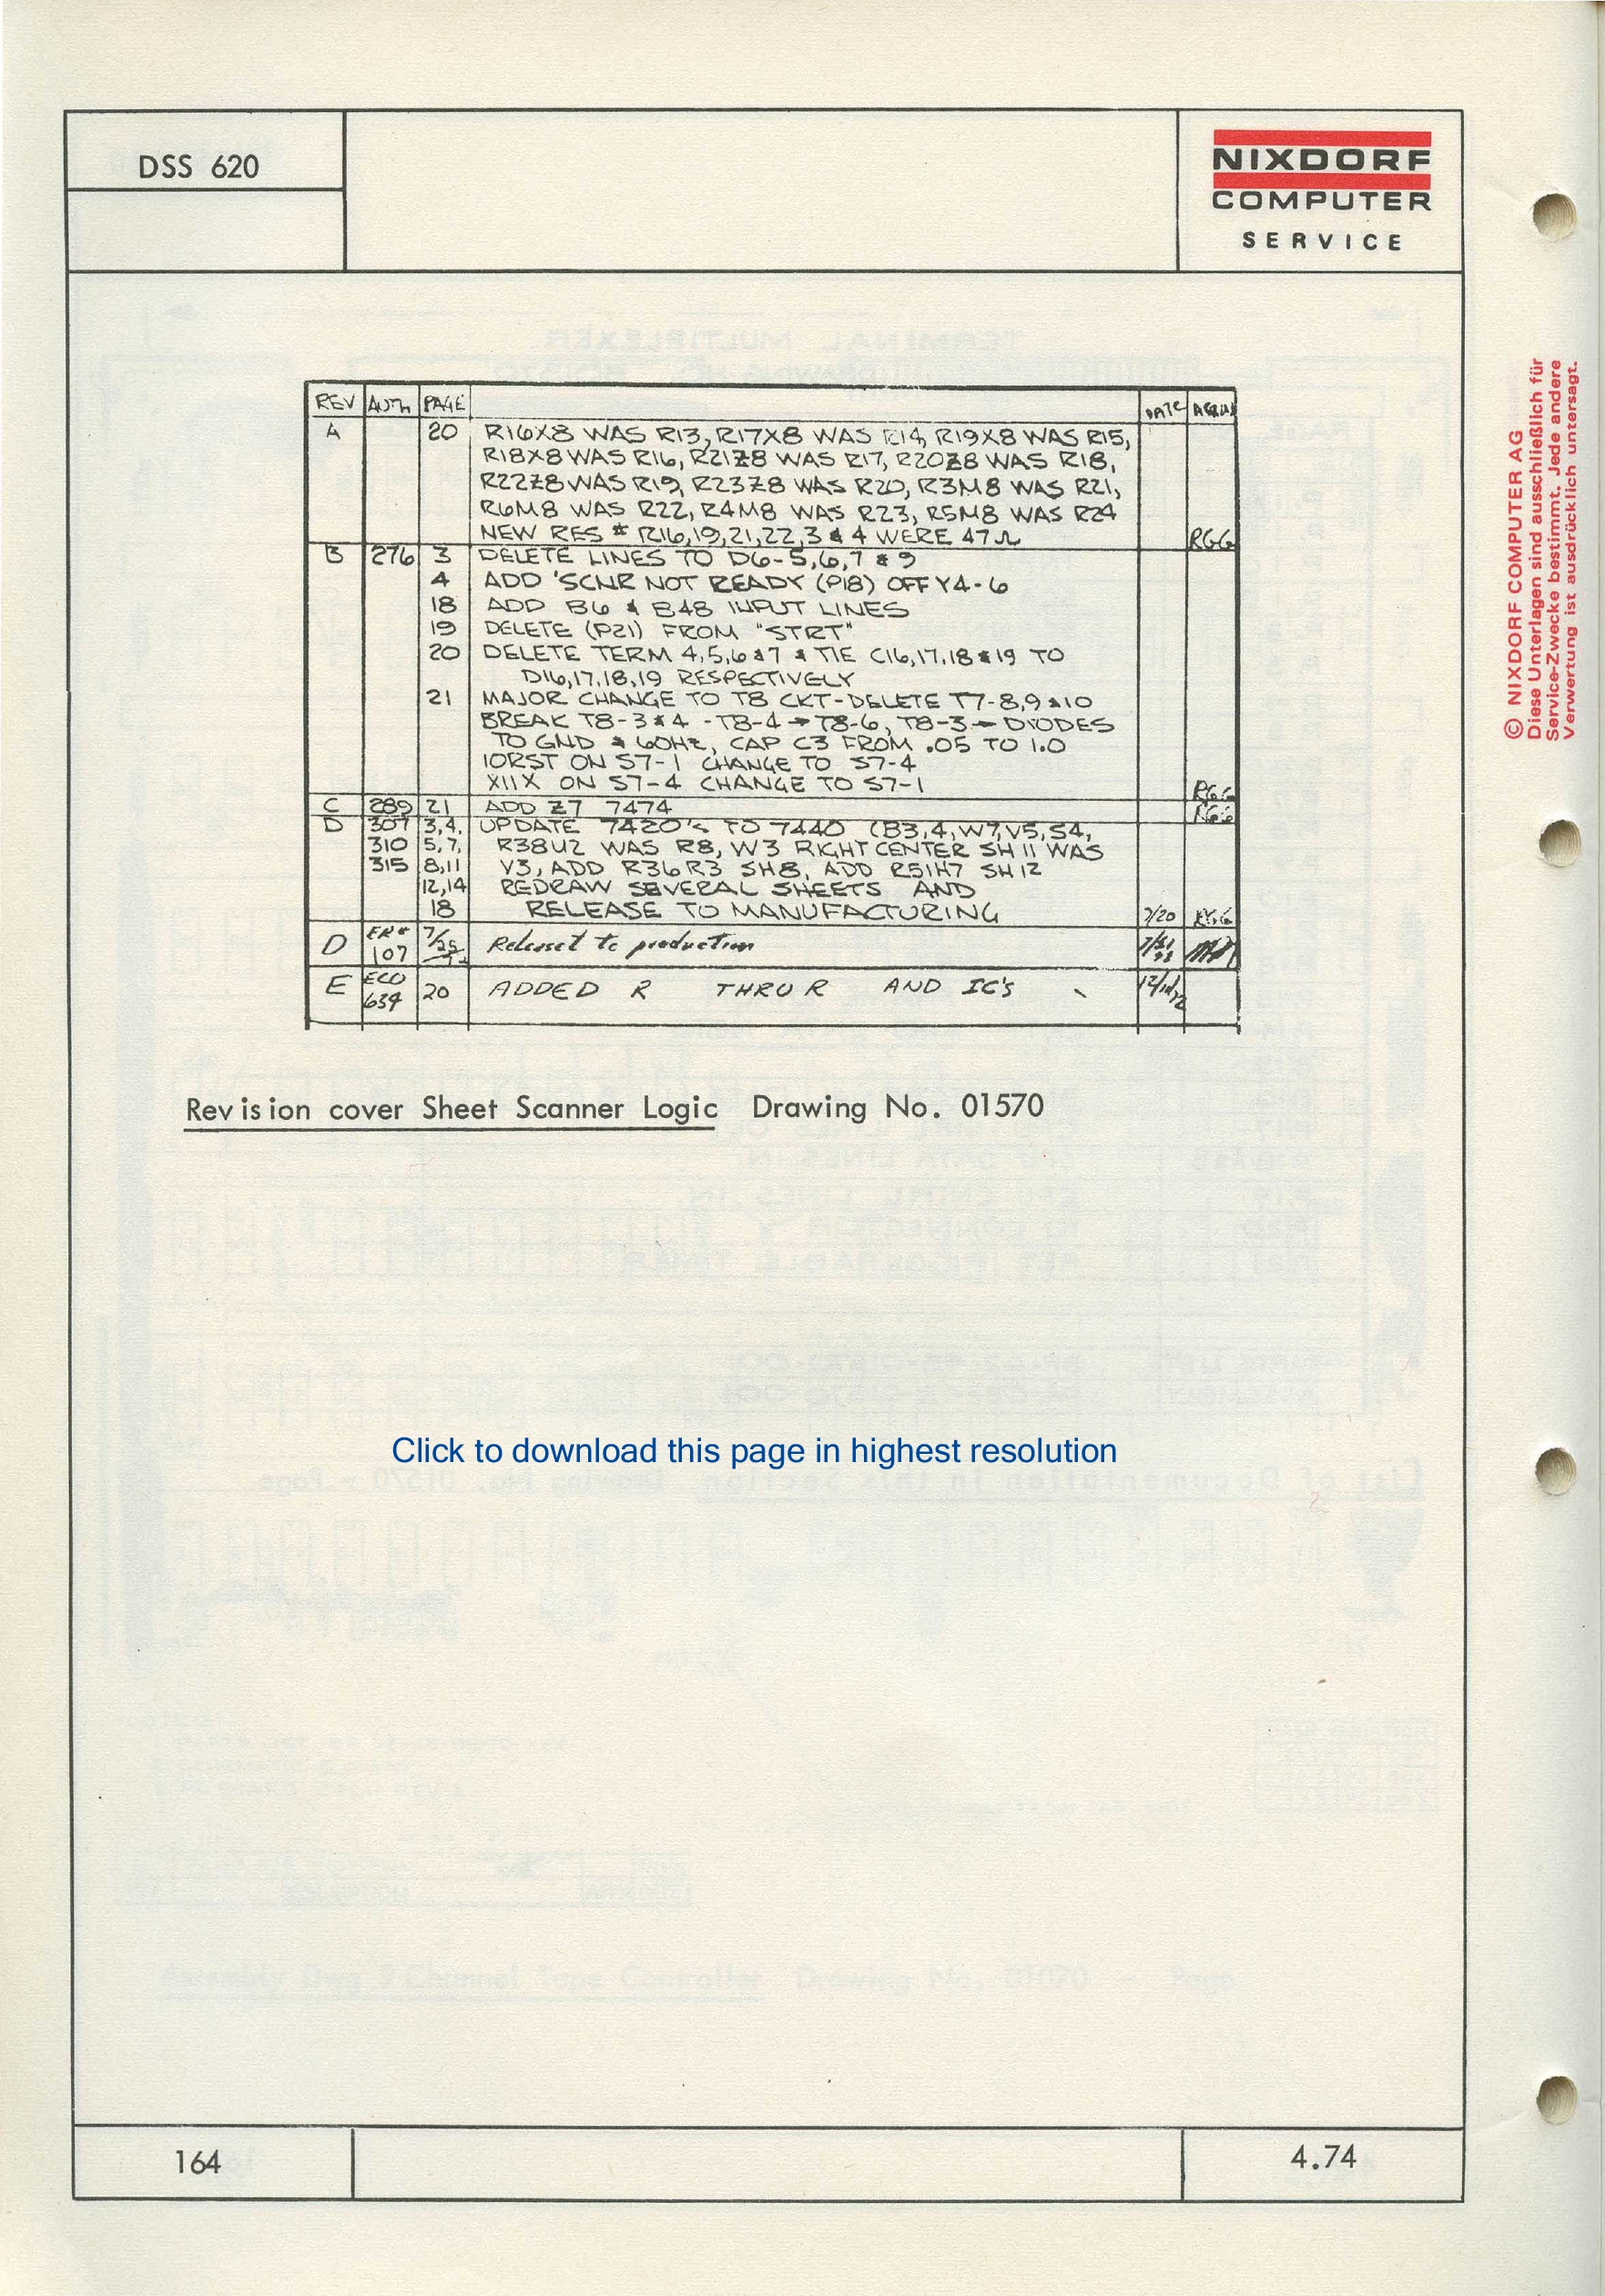 DSS 620
NIXDORF
COMPUTER
SERVICE
REV AUTH PAGE DATE
A 20 R16X8 WAS R13, R17X8 WAS R14, R19X8 WAS R15,
R18X8 WAS R16, R21Z8 WAS R17, R20Z8 WAS R18,
R22Z8 WAS R19, R23Z8 WAS R20, R3M8 WAS R21,
R6M8 WAS R22, R4M8 WAS R23, R5M8 WAS R24
NEW RES # R16,19,21,22,3 & 4 WERE 47Ω RGG
B 276 3 DELETE LINES TO D6-5,6,7 & 9
4 ADD 'SCNR NOT READY (P18) OFF Y4-6
18 ADD B6 & B48 INPUT LINES
19 DELETE (P21) FROM "STRT"
20 DELETE TERM 4,5,6&7 & TIE C16,17,18&19 TO
D16,17,18,19 RESPECTIVELY
21 MAJOR CHANGE TO T8 CKT-DELETE T7-8,9&10
BREAK T8-3&4 -T8-4→T8-6, T8-3→DIODES
TO GND & 60HZ, CAP C3 FROM .05 TO 1.0
IORST ON S7-1 CHANGE TO S7-4
XIIX ON S7-4 CHANGE TO S7-1 RGG
C 289 21 ADD Z7 7474 RGG
D 307 3,4, UPDATE 7420's TO 7440 (B3,4,W7,V5,S4,
310 5,7, R38U2 WAS R8, W3 RIGHT CENTER SH 11 WAS
315 8,11 V3, ADD R36R3 SH8, ADD R51H7 SH12
12,14 REDRAW SEVERAL SHEETS AND
18 RELEASE TO MANUFACTURING 7/20 RGG
D 107 Released to production
E ECO 634 20 ADDED R THRU R AND IC's
Revision cover Sheet Scanner Logic Drawing No. 01570
Click to download this page in highest resolution
164
4.74
© NIXDORF COMPUTER AG
Diese Unterlagen sind ausschließlich für
Service-Zwecke bestimmt. Jede andere
Verwertung ist ausdrücklich untersagt.